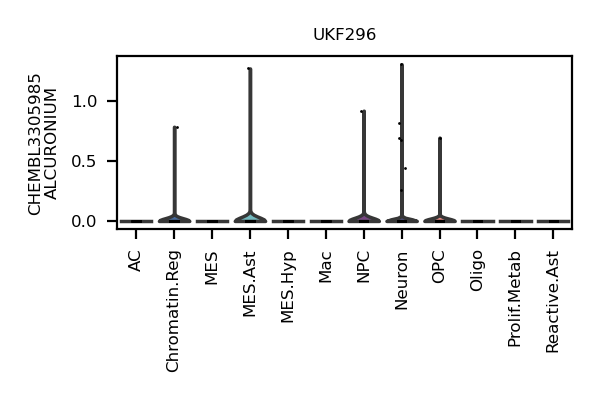 UKF296
CHEMBL3305985
ALCURONIUM
1.0
0.5
0.0
AC
Chromatin.Reg
MES
MES.Ast
MES.Hyp
Mac
NPC
Neuron
OPC
Oligo
Prolif.Metab
Reactive.Ast